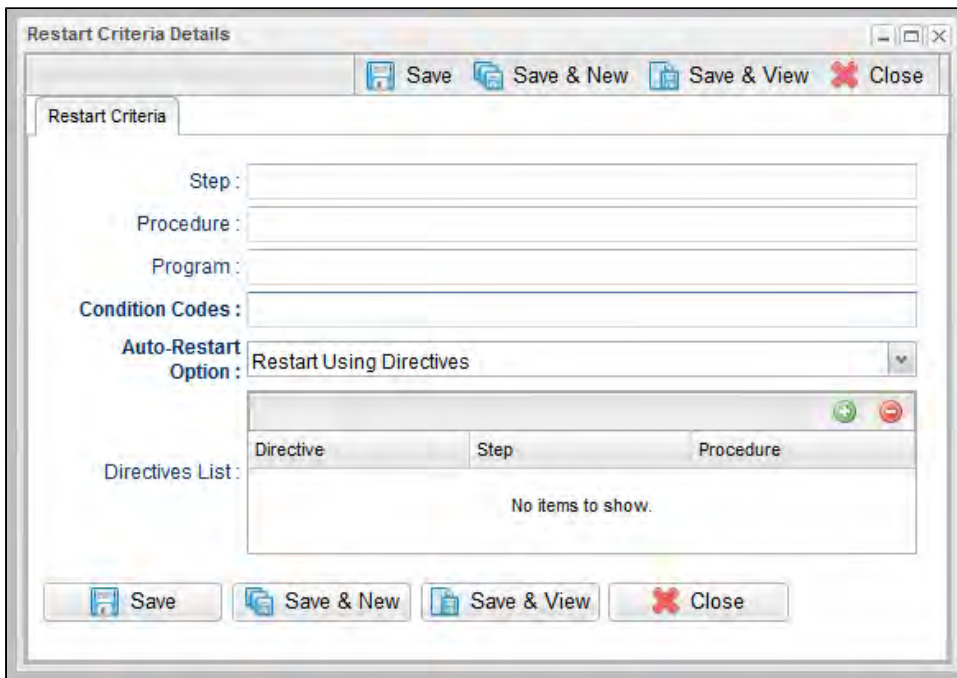 Restart Criteria Details
Save Save & New Save & View Close
Restart Criteria
Step :
Procedure :
Program :
Condition Codes :
Auto-Restart
Option : Restart Using Directives
Directive Step Procedure
Directives List :
No items to show.
Save Save & New Save & View Close